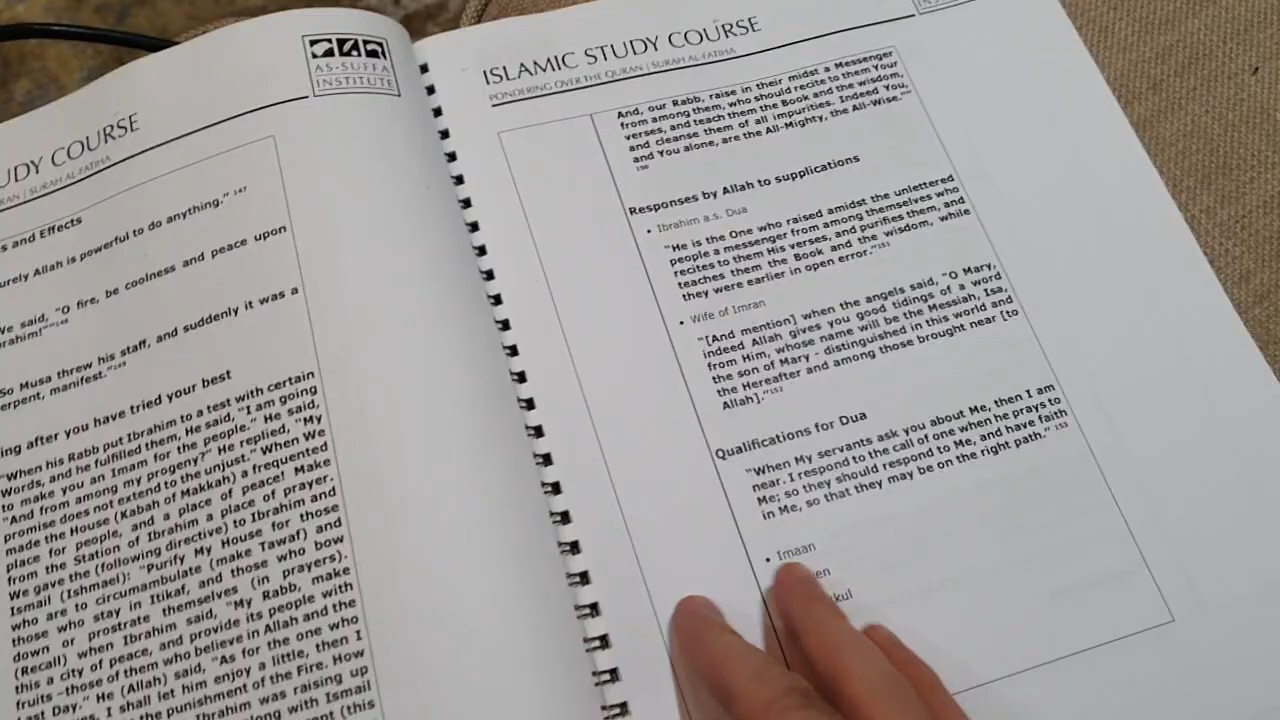 AS-SUFFA
INSTITUTE
UDY COURSE
RAN | SURAH AL-FATIHA
s and Effects
urely Allah is powerful to do anything." 147
We said, "O fire, be coolness and peace upon
brahim!""148
So Musa threw his staff, and suddenly it was a
erpent, manifest."149
ing after you have tried your best
"When his Rabb put Ibrahim to a test with certain
Words, and he fulfilled them, He said, "I am going
to make you an Imam for the people." He said,
"And from among my progeny?" He replied, "My
promise does not extend to the unjust." When We
made the House (Kabah of Makkah) a frequented
place for people, and a place of peace! Make
from the Station of Ibrahim a place of prayer.
We gave the (following directive) to Ibrahim and
Ismail (Ishmael): "Purify My House for those
who are to circumambulate (make Tawaf) and
those who stay in Itikaf, and those who bow
down or prostrate themselves (in prayers).
(Recall) when Ibrahim said, "My Rabb, make
this a city of peace, and provide its people with
fruits –those of them who believe in Allah and the
Last Day." He (Allah) said, "As for the one who
I shall let him enjoy a little, then I
the punishment of the Fire. How
Ibrahim was raising up
along with Ismail
(this
ISLAMIC STUDY COURSE
PONDERING OVER THE QURAN | SURAH AL-FATIHA
And, our Rabb, raise in their midst a Messenger
from among them, who should recite to them Your
verses, and teach them the Book and the wisdom,
and cleanse them of all impurities. Indeed You,
and You alone, are the All-Mighty, the All-Wise.""
150
Responses by Allah to supplications
• Ibrahim a.s. Dua
"He is the One who raised amidst the unlettered
people a messenger from among themselves who
recites to them His verses, and purifies them, and
teaches them the Book and the wisdom, while
they were earlier in open error."151
• Wife of Imran
"[And mention] when the angels said, "O Mary,
indeed Allah gives you good tidings of a word
from Him, whose name will be the Messiah, Isa,
the son of Mary - distinguished in this world and
the Hereafter and among those brought near [to
Allah]."152
Qualifications for Dua
"When My servants ask you about Me, then I am
near. I respond to the call of one when he prays to
Me; so they should respond to Me, and have faith
in Me, so that they may be on the right path." 153
• Imaan
en
kkul